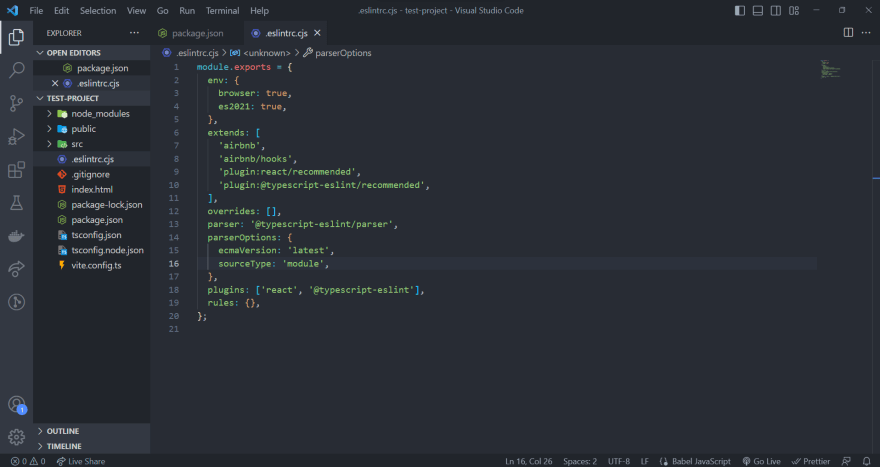 File Edit Selection View Go Run Terminal Help
.eslintrc.cjs - test-project - Visual Studio Code
EXPLORER
OPEN EDITORS
package.json
.eslintrc.cjs
TEST-PROJECT
node_modules
public
src
.eslintrc.cjs
.gitignore
index.html
package-lock.json
package.json
tsconfig.json
tsconfig.node.json
vite.config.ts
OUTLINE
TIMELINE
package.json
.eslintrc.cjs
.eslintrc.cjs > <unknown> > parserOptions
1 module.exports = {
2 env: {
3 browser: true,
4 es2021: true,
5 },
6 extends: [
7 'airbnb',
8 'airbnb/hooks',
9 'plugin:react/recommended',
10 'plugin:@typescript-eslint/recommended',
11 ],
12 overrides: [],
13 parser: '@typescript-eslint/parser',
14 parserOptions: {
15 ecmaVersion: 'latest',
16 sourceType: 'module',
17 },
18 plugins: ['react', '@typescript-eslint'],
19 rules: {},
20 };
21
1
0 0 Live Share
Ln 16, Col 26 Spaces: 2 UTF-8 LF Babel JavaScript Go Live Prettier